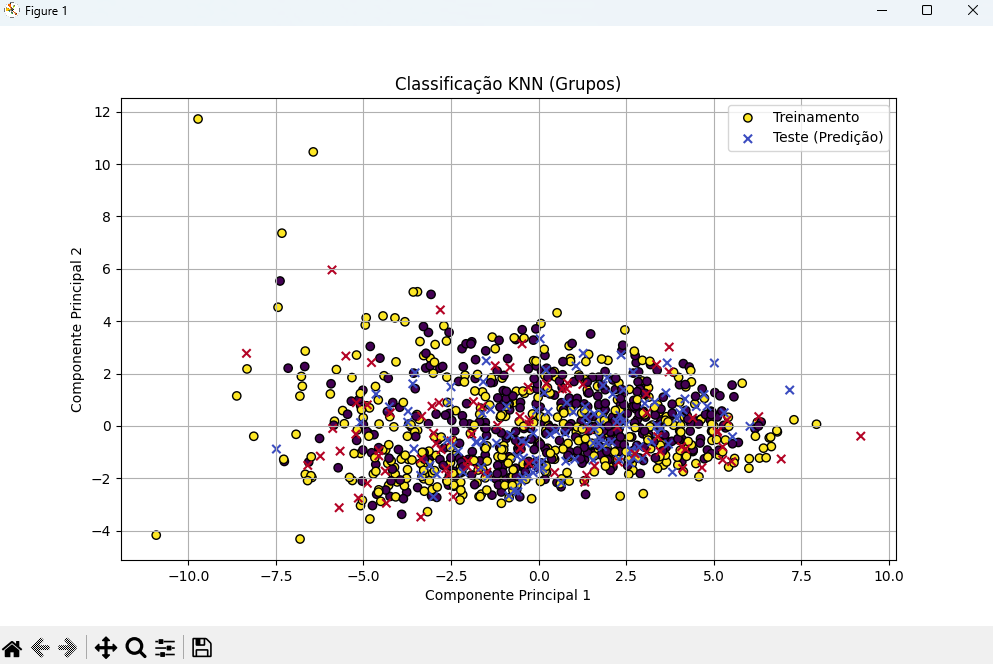 Figure 1
Classificação KNN (Grupos)
Treinamento
Teste (Predição)
12
10
8
6
4
2
0
−2
−4
Componente Principal 2
−10.0 −7.5 −5.0 −2.5 0.0 2.5 5.0 7.5 10.0
Componente Principal 1